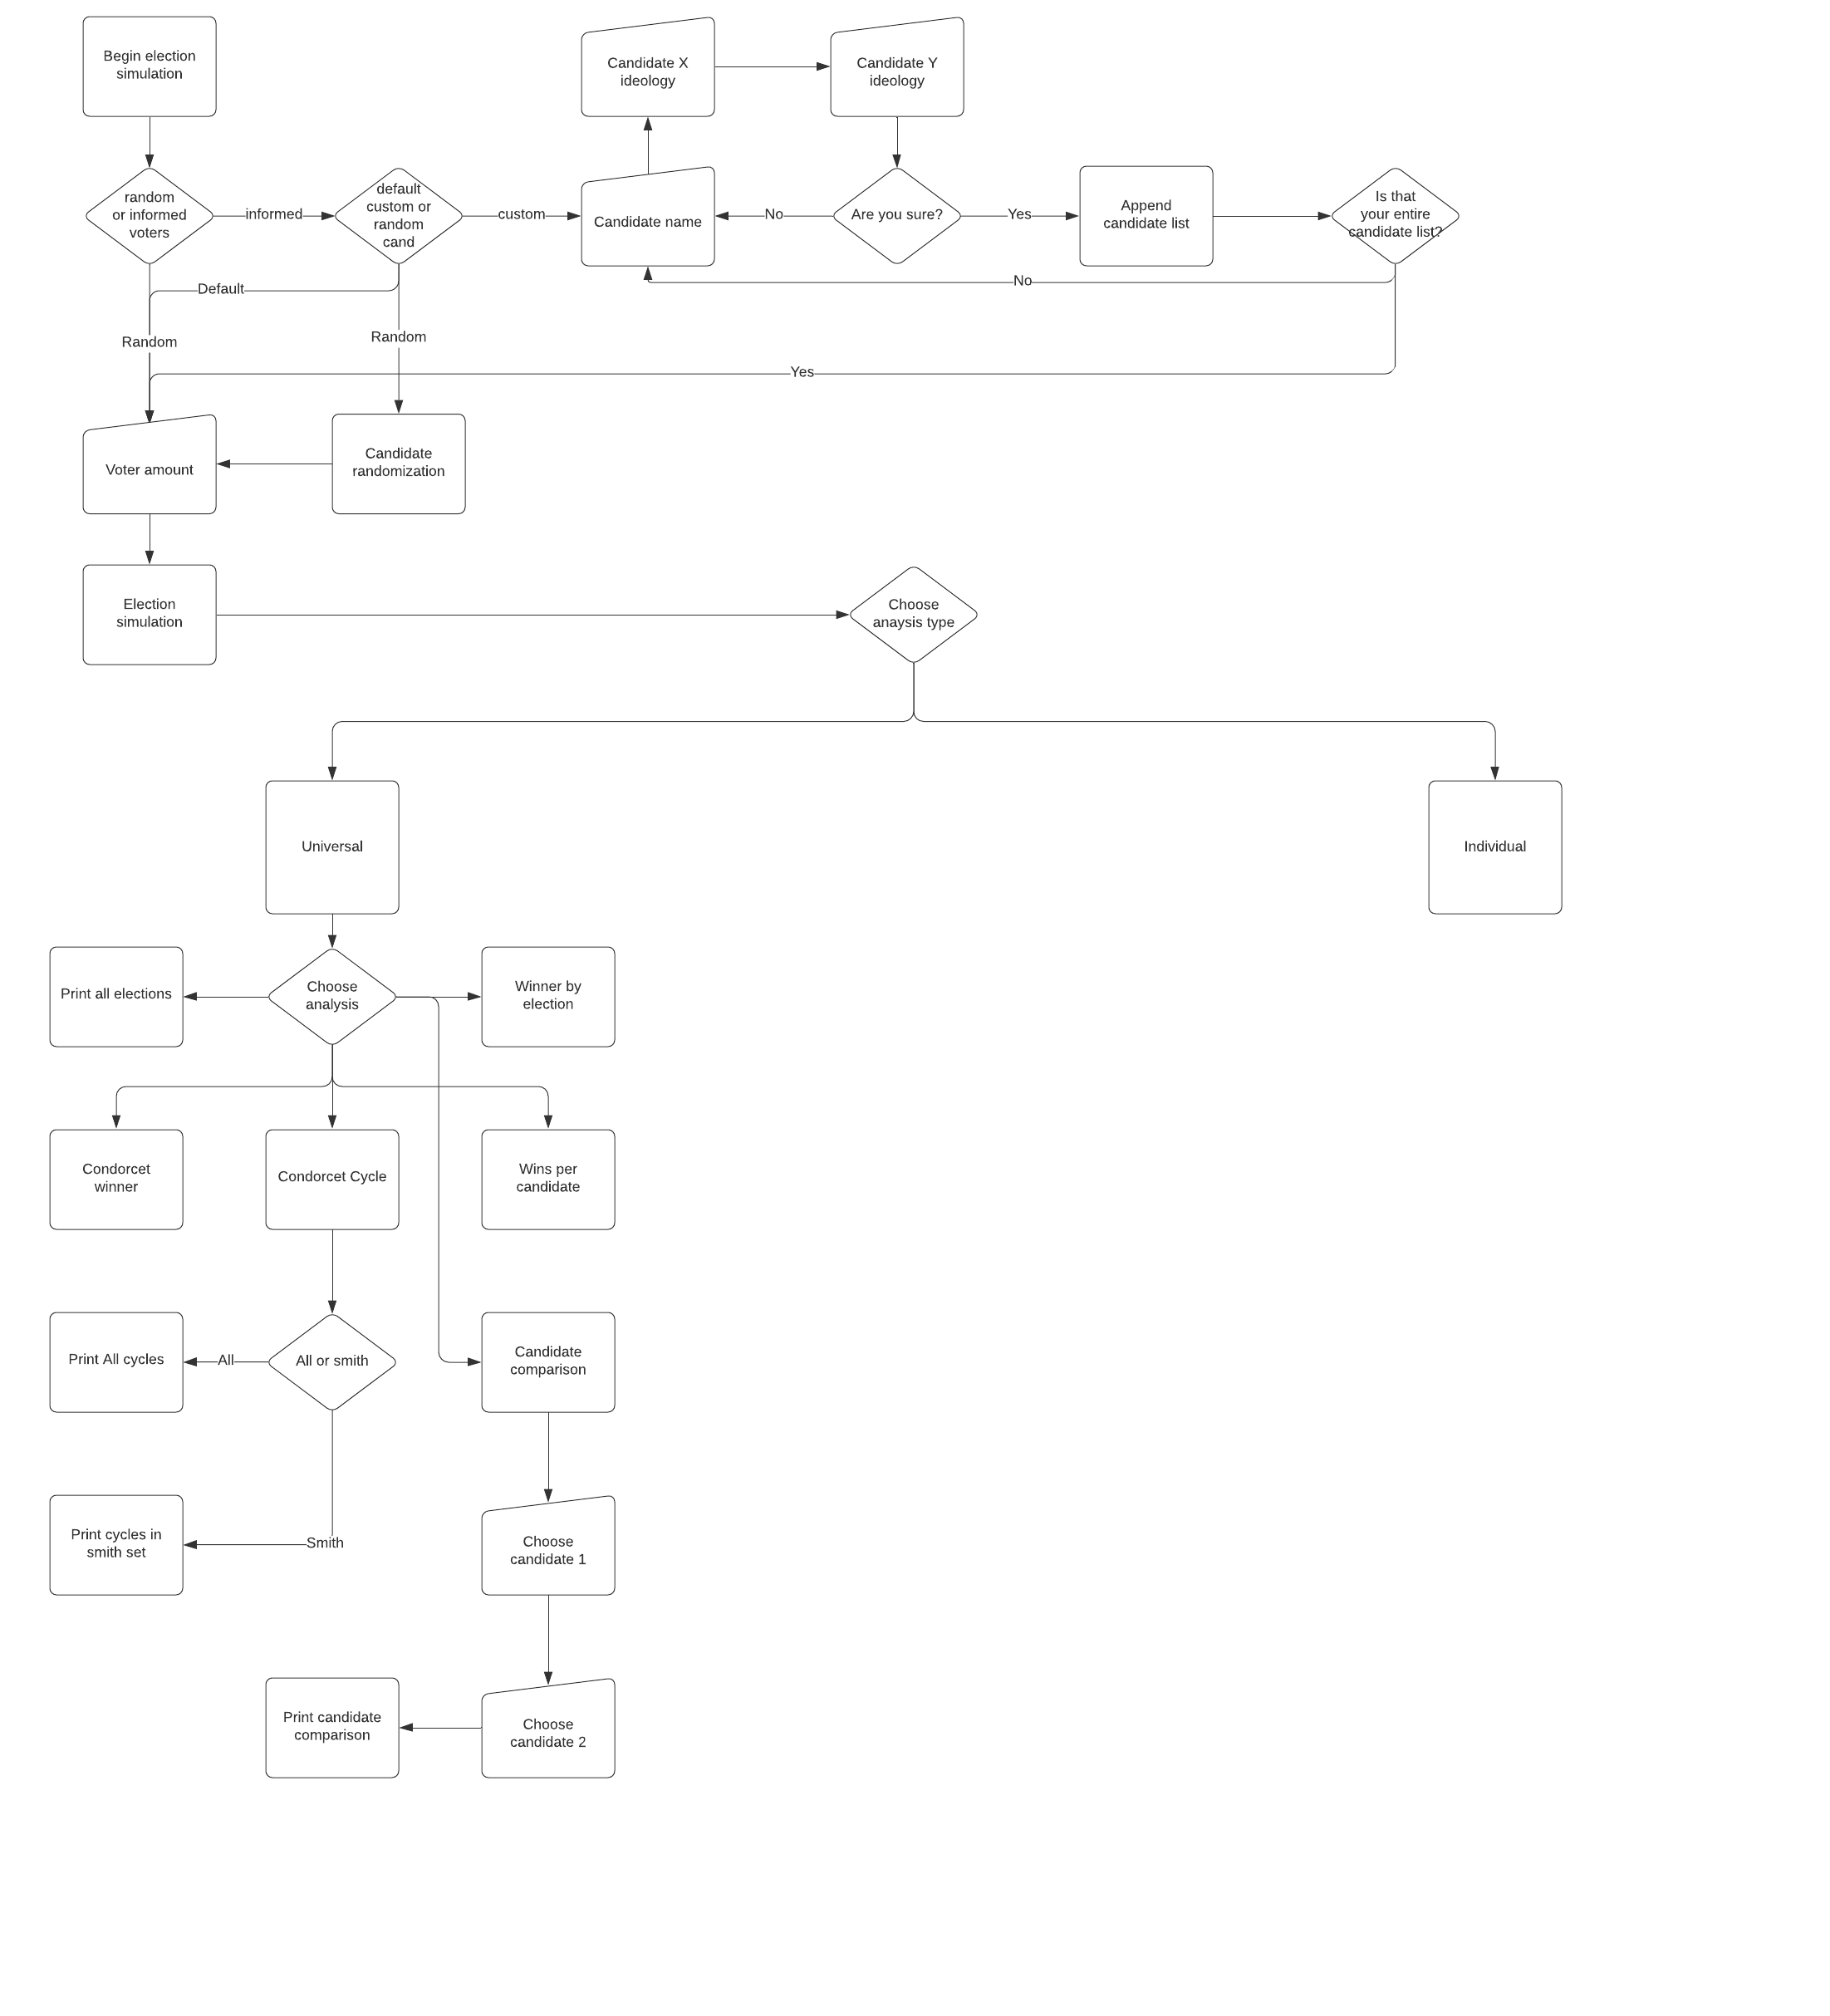 Begin election
simulation
Candidate X
ideology
Candidate Y
ideology
random
or informed
voters
informed
default
custom or
random
cand
custom
Candidate name
No
Are you sure?
Yes
Append
candidate list
Is that
your entire
candidate list?
Default
No
Random
Random
Yes
Voter amount
Candidate
randomization
Election
simulation
Choose
anaysis type
Universal
Individual
Print all elections
Choose
analysis
Winner by
election
Condorcet
winner
Condorcet Cycle
Wins per
candidate
Print All cycles
All
All or smith
Candidate
comparison
Print cycles in
smith set
Smith
Choose
candidate 1
Print candidate
comparison
Choose
candidate 2